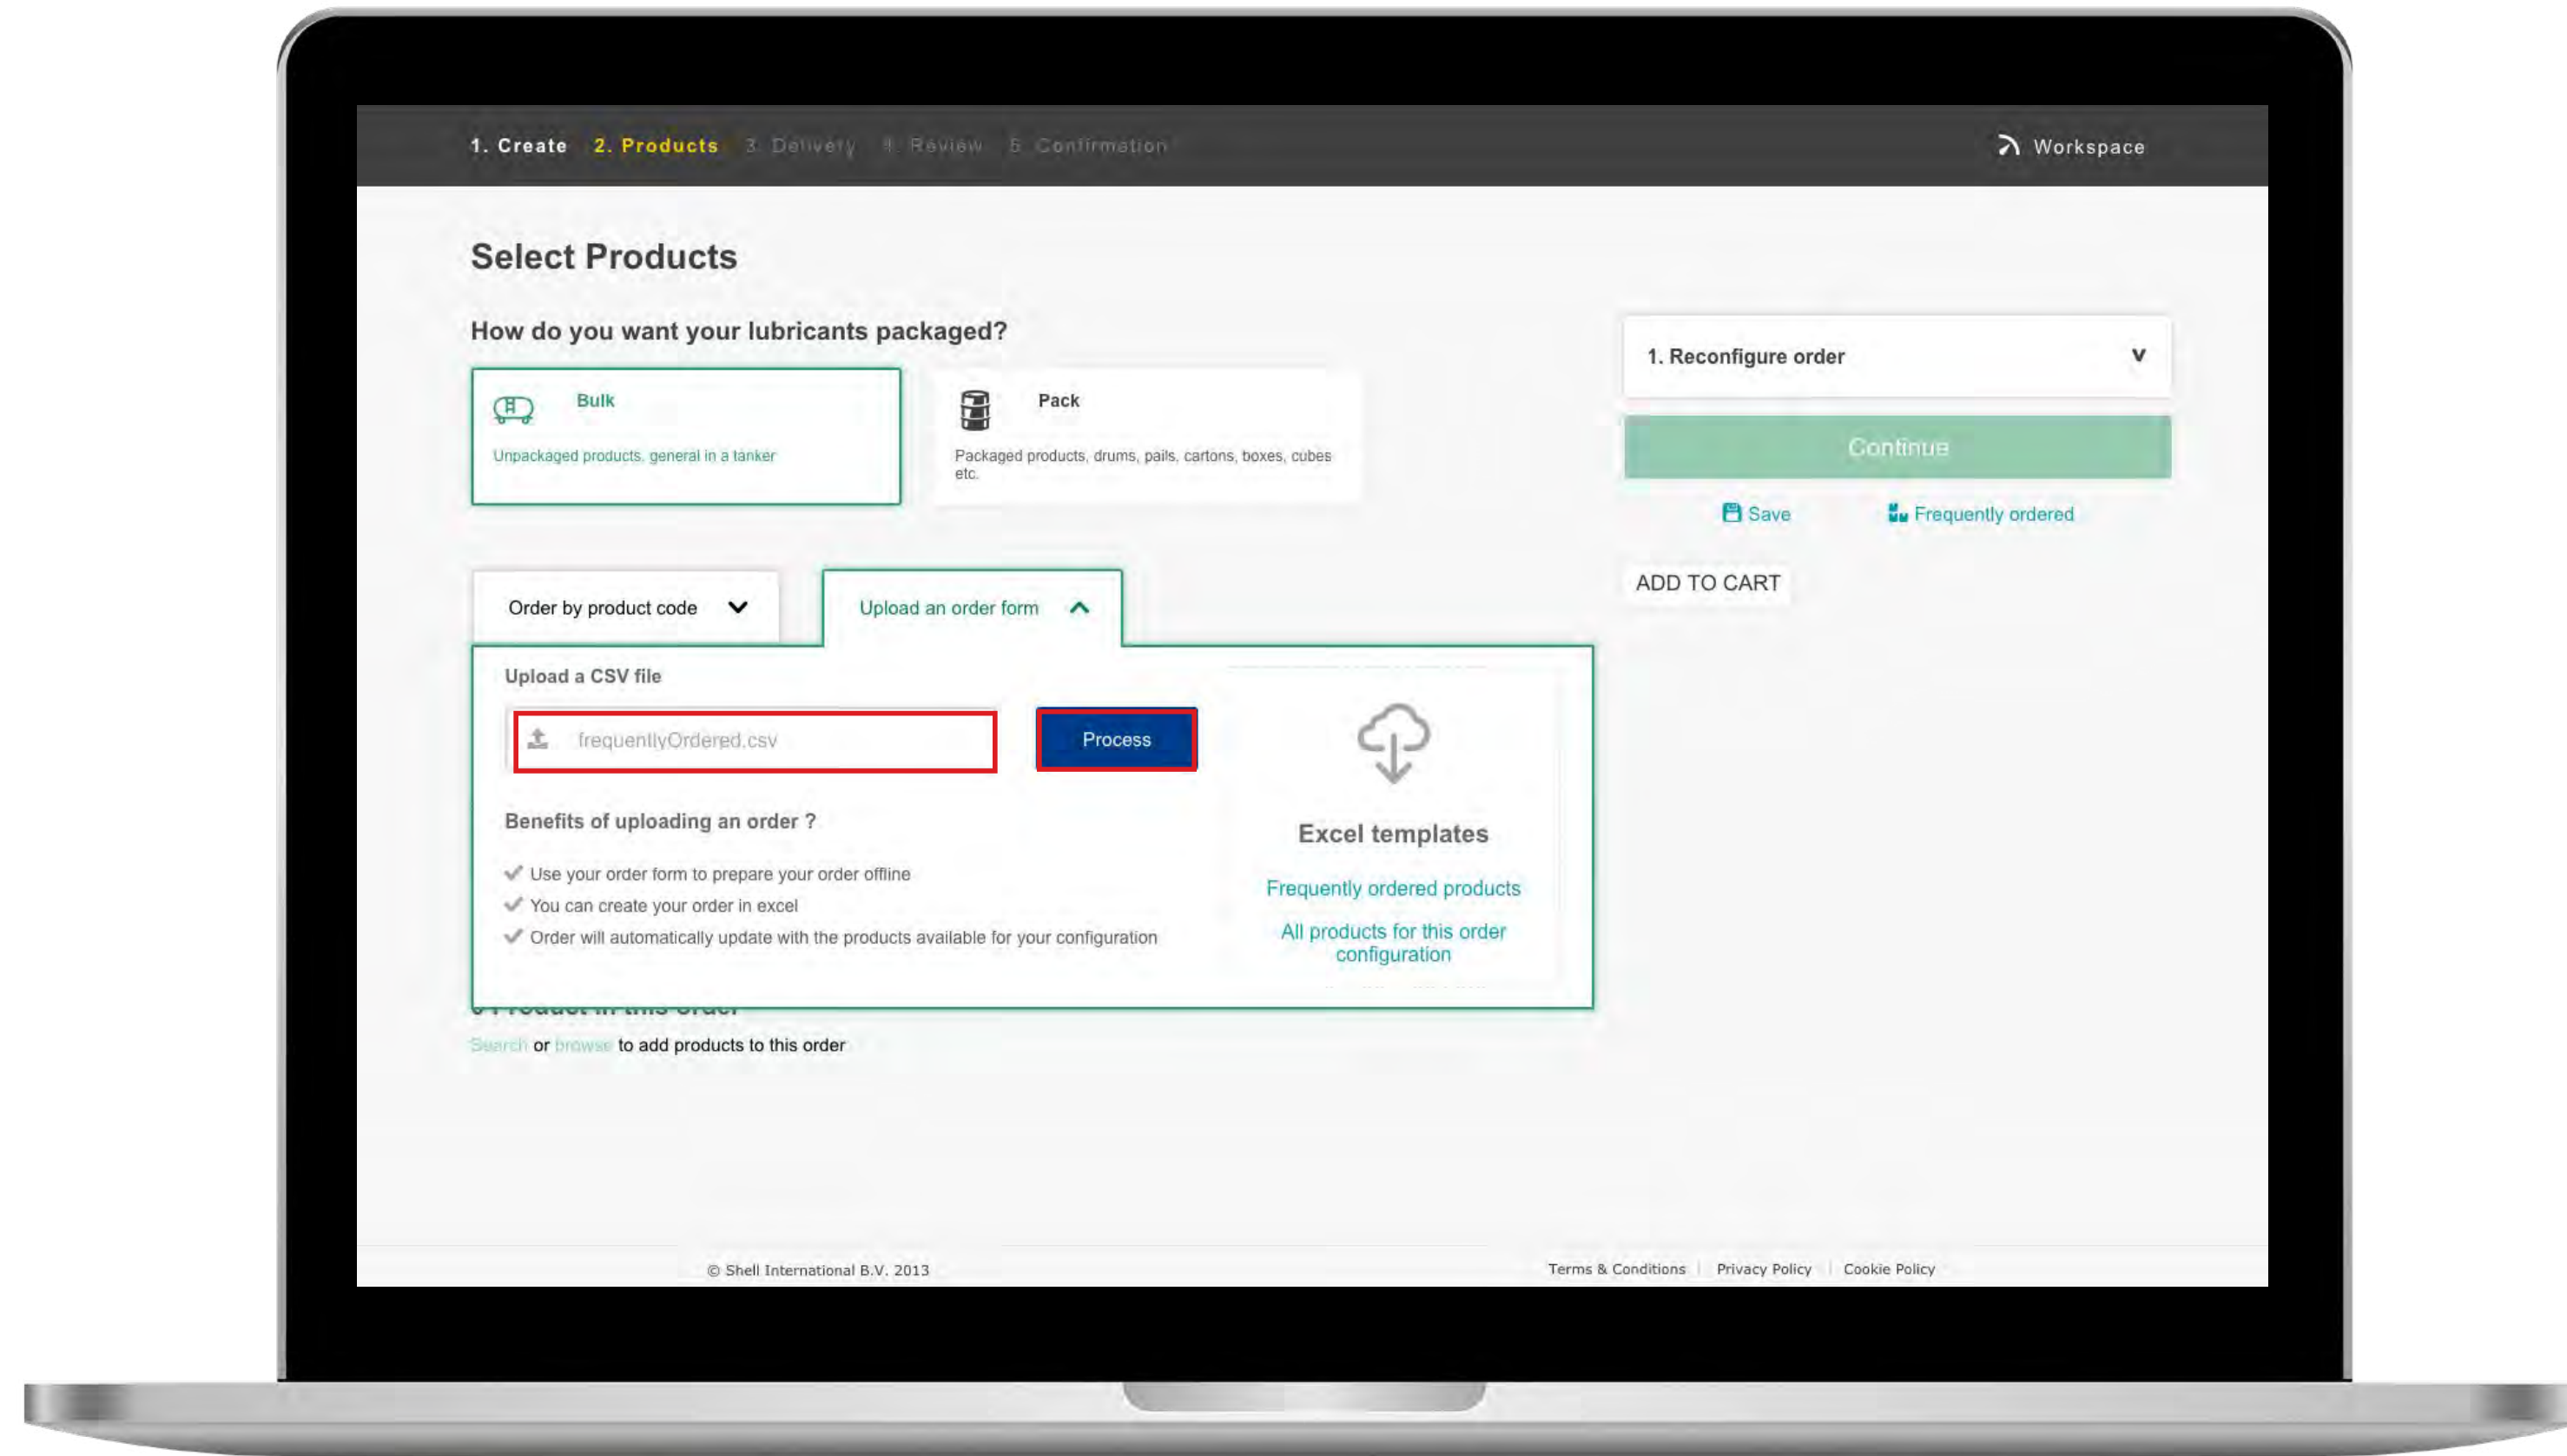 1. Create 2. Products 3. Delivery 4. Review 5. Confirmation
Workspace
Select Products
How do you want your lubricants packaged?
Bulk
Unpackaged products, general in a tanker
Pack
Packaged products, drums, pails, cartons, boxes, cubes
etc.
1. Reconfigure order
Continue
Save
Frequently ordered
ADD TO CART
Order by product code
Upload an order form
Upload a CSV file
frequentlyOrdered.csv
Process
Benefits of uploading an order ?
Use your order form to prepare your order offline
You can create your order in excel
Order will automatically update with the products available for your configuration
Excel templates
Frequently ordered products
All products for this order
configuration
0 Product in this order
Search or browse to add products to this order
© Shell International B.V. 2013
Terms & Conditions | Privacy Policy | Cookie Policy